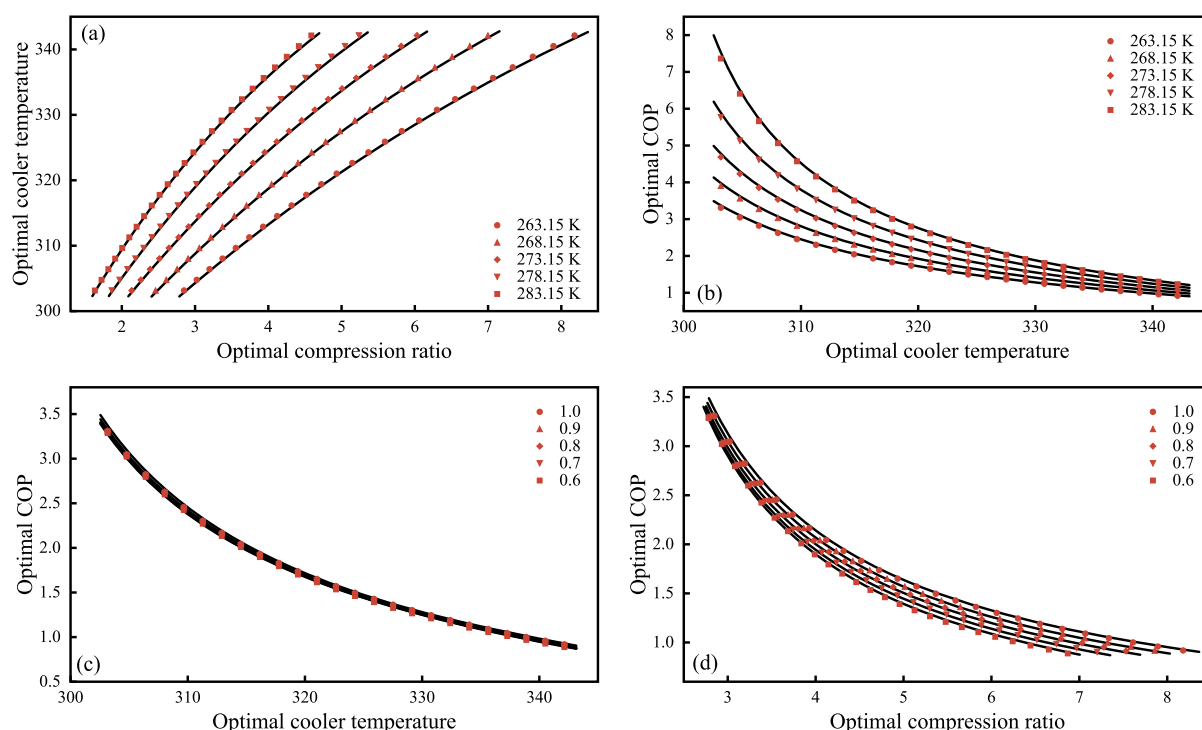 (a)
Optimal cooler temperature
340
330
320
310
300
2 3 4 5 6 7 8
Optimal compression ratio
263.15 K
268.15 K
273.15 K
278.15 K
283.15 K
(b)
Optimal COP
8
7
6
5
4
3
2
1
300 310 320 330 340
Optimal cooler temperature
263.15 K
268.15 K
273.15 K
278.15 K
283.15 K
(c)
Optimal COP
3.5
3.0
2.5
2.0
1.5
1.0
0.5
300 310 320 330 340
Optimal cooler temperature
1.0
0.9
0.8
0.7
0.6
(d)
Optimal COP
3.5
3.0
2.5
2.0
1.5
1.0
3 4 5 6 7 8
Optimal compression ratio
1.0
0.9
0.8
0.7
0.6